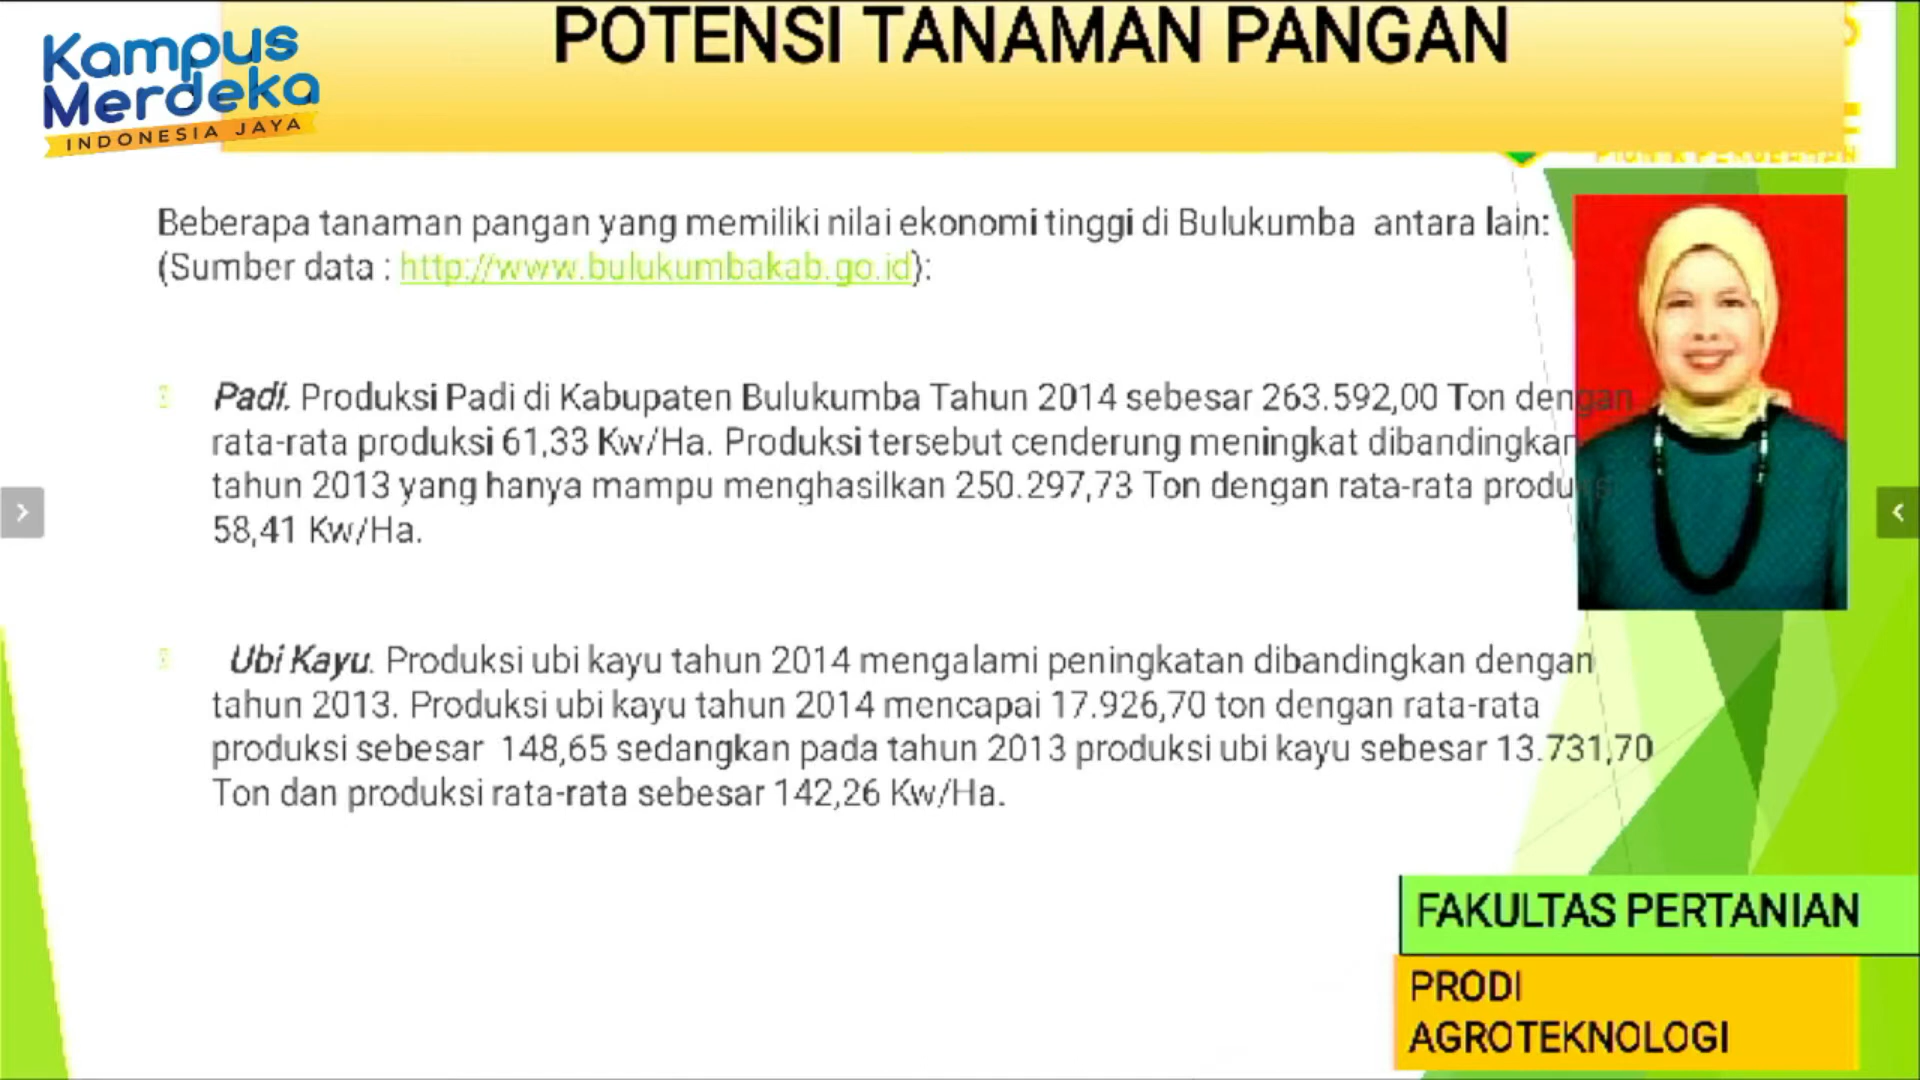 POTENSI TANAMAN PANGAN
Kampus
Merdeka
INDONESIA JAYA
Beberapa tanaman pangan yang memiliki nilai ekonomi tinggi di Bulukumba antara lain:
(Sumber data : http://www.bulukumbakab.go.id):
Padi. Produksi Padi di Kabupaten Bulukumba Tahun 2014 sebesar 263.592,00 Ton dengan
rata-rata produksi 61,33 Kw/Ha. Produksi tersebut cenderung meningkat dibandingkan
tahun 2013 yang hanya mampu menghasilkan 250.297,73 Ton dengan rata-rata produksi
58,41 Kw/Ha.
Ubi Kayu. Produksi ubi kayu tahun 2014 mengalami peningkatan dibandingkan dengan
tahun 2013. Produksi ubi kayu tahun 2014 mencapai 17.926,70 ton dengan rata-rata
produksi sebesar 148,65 sedangkan pada tahun 2013 produksi ubi kayu sebesar 13.731,70
Ton dan produksi rata-rata sebesar 142,26 Kw/Ha.
FAKULTAS PERTANIAN
PRODI
AGROTEKNOLOGI